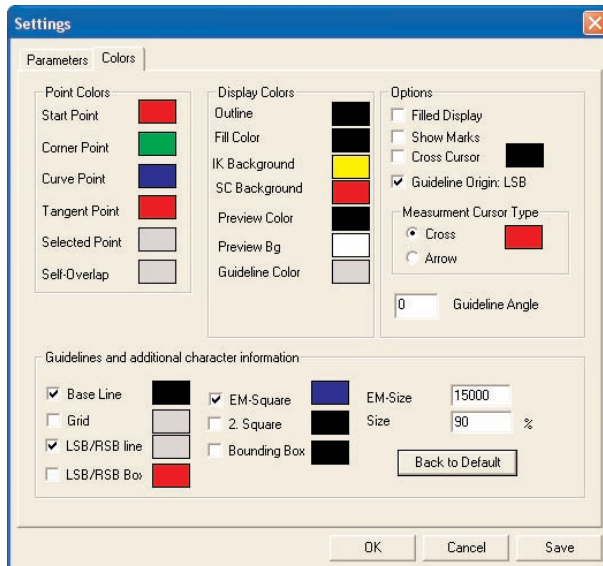 Settings
Parameters Colors
Point Colors
Start Point
Corner Point
Curve Point
Tangent Point
Selected Point
Self-Overlap
Display Colors
Outline
Fill Color
IK Background
SC Background
Preview Color
Preview Bg
Guideline Color
Options
Filled Display
Show Marks
Cross Cursor
Guideline Origin: LSB
Measurment Cursor Type
Cross
Arrow
0 Guideline Angle
Guidelines and additional character information
Base Line
Grid
LSB/RSB line
LSB/RSB Box
EM-Square
2. Square
Bounding Box
EM-Size 15000
Size 90 %
Back to Default
OK Cancel Save